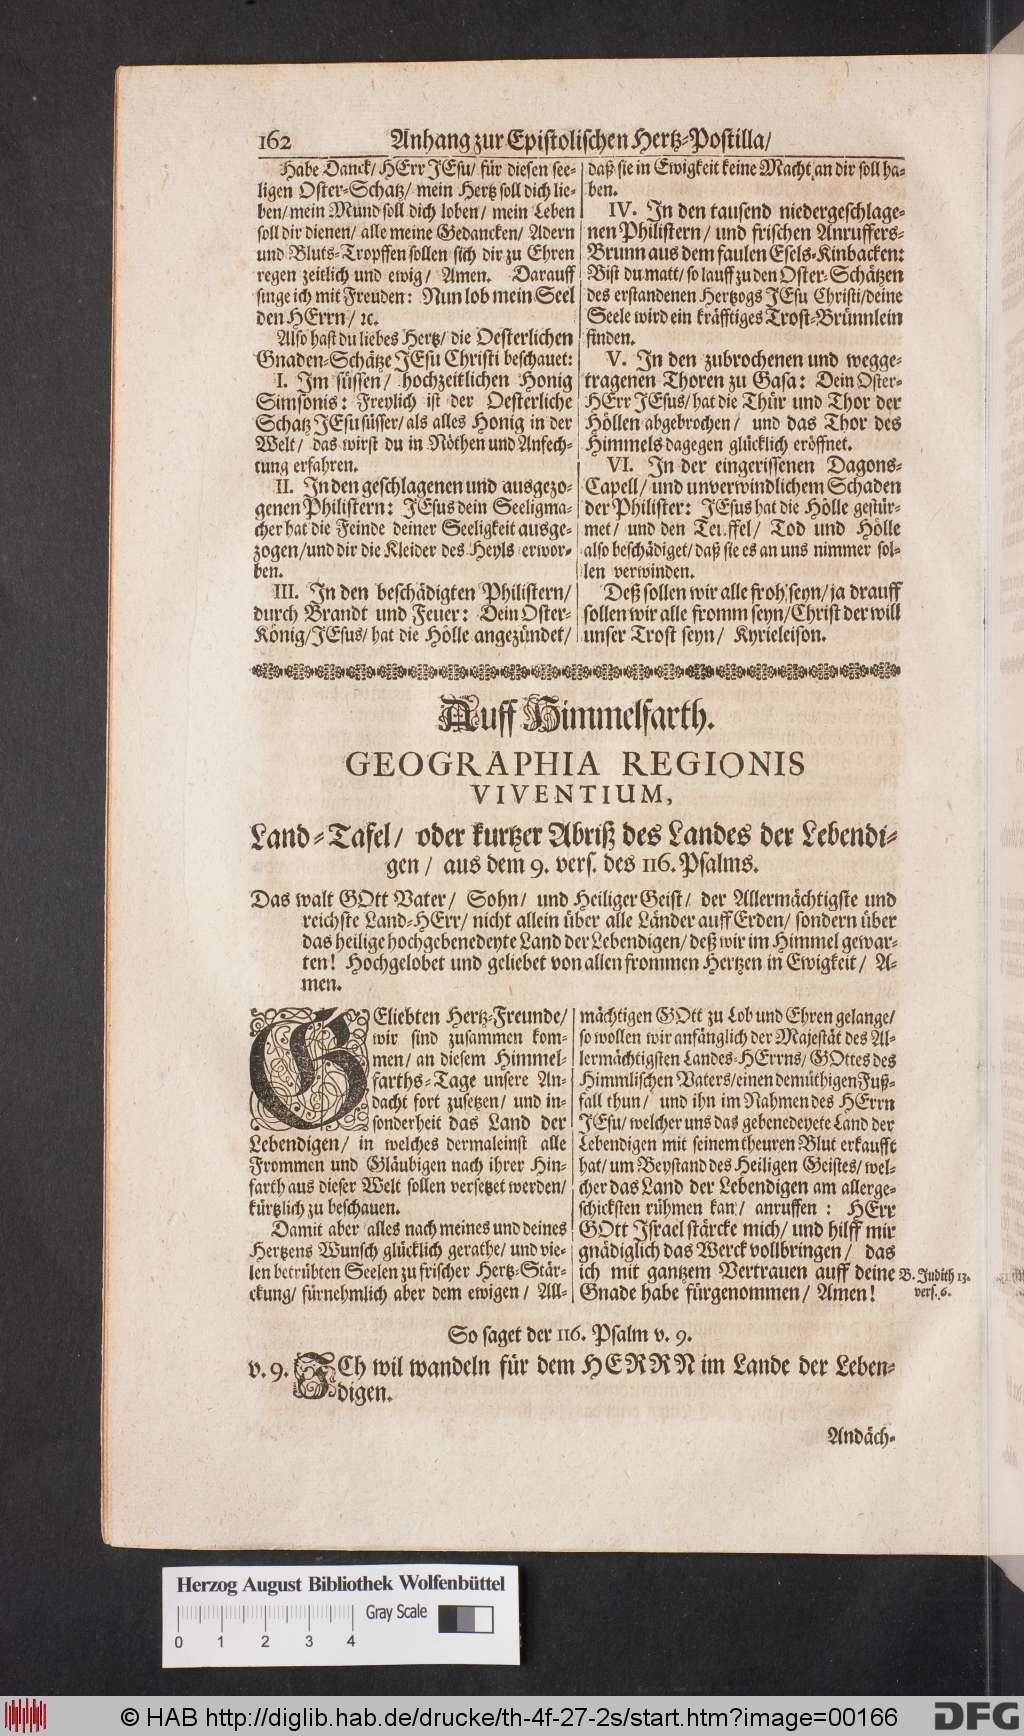 162 Anhang zur Epistolischen Hertz-Postilla/
Habe Danck/ HErr JEsu/ für diesen see-
ligen Oster-Schatz/ mein Hertz soll dich lie-
ben/ mein Mund soll dich loben/ mein Leben
soll dir dienen/ alle meine Gedancken/ Adern
und Bluts-Tropffen sollen sich dir zu Ehren
regen zeitlich und ewig/ Amen. Darauff
singe ich mit Freuden: Nun lob mein Seel
den HErrn/ ꝛc.
Also hast du liebes Hertz/ die Oesterlichen
Gnaden-Schätze JEsu Christi beschauet:
I. Im süssen/ hochzeitlichen Honig
Simsonis: Freylich ist der Oesterliche
Schatz JEsu süsser/ als alles Honig in der
Welt/ das wirst du in Nöthen und Anfech-
tung erfahren.
II. In den geschlagenen und ausgezo-
genen Philistern: JEsus dein Seeligma-
cher hat die Feinde deiner Seeligkeit ausge-
zogen/ und dir die Kleider des Heyls erwor-
ben.
III. In den beschädigten Philistern/
durch Brandt und Feuer: Dein Oster-
König/ JEsus/ hat die Hölle angezündet/
daß sie in Ewigkeit keine Macht an dir soll ha-
ben.
IV. In den tausend niedergeschlage-
nen Philistern/ und frischen Anruffers-
Brunn aus dem faulen Esels-Kinbacken:
Bist du matt/ so lauff zu den Oster-Schätzen
des erstandenen Hertzogs JEsu Christi/ deine
Seele wird ein kräfftiges Trost-Brünnlein
finden.
V. In den zubrochenen und wegge-
tragenen Thoren zu Gasa: Dein Oster-
HErr JEsus/ hat die Thür und Thor der
Höllen abgebrochen/ und das Thor des
Himmels dagegen glücklich eröffnet.
VI. In der eingerissenen Dagons-
Capell/ und unverwindlichem Schaden
der Philister: JEsus hat die Hölle gestür-
met/ und den Teuffel/ Tod und Hölle
also beschädiget/ daß sie es an uns nimmer sol-
len verwinden.
Deß sollen wir alle froh seyn/ ja drauff
sollen wir alle fromm seyn/ Christ der will
unser Trost seyn/ Kyrieleison.
Auff Himmelfarth.
GEOGRAPHIA REGIONIS
VIVENTIUM,
Land-Tafel/ oder kurtzer Abriß des Landes der Lebendi-
gen/ aus dem 9. vers. des 116. Psalms.
Das walt GOtt Vater/ Sohn/ und Heiliger Geist/ der Allermächtigste und
reichste Land-HErr/ nicht allein über alle Länder auff Erden/ sondern über
das heilige hochgebenedeyte Land der Lebendigen/ deß wir im Himmel gewar-
ten! Hochgelobet und geliebet von allen frommen Hertzen in Ewigkeit/ A-
men.
GEliebten Hertz-Freunde/
wir sind zusammen kom-
men/ an diesem Himmel-
farths-Tage unsere An-
dacht fort zusetzen/ und in-
sonderheit das Land der
Lebendigen/ in welches dermaleinst alle
Frommen und Gläubigen nach ihrer Hin-
farth aus dieser Welt sollen versetzet werden/
kürtzlich zu beschauen.
Damit aber alles nach meines und deines
Hertzens Wunsch glücklich gerathe/ und vie-
len betrübten Seelen zu frischer Hertz-Stär-
ckung/ fürnehmlich aber dem ewigen/ All-
mächtigen GOtt zu Lob und Ehren gelange/
so wollen wir anfänglich der Majestät des Al-
lermächtigsten Landes-HErrns/ GOttes des
Himmlischen Vaters/ einen demüthigen Fuß-
fall thun/ und ihn im Nahmen des HErrn
JEsu/ welcher uns das gebenedeyete Land der
Lebendigen mit seinem theuren Blut erkaufft
hat/ um Beystand des Heiligen Geistes/ wel-
cher das Land der Lebendigen am allerge-
schicksten rühmen kan/ anruffen: HErr
GOtt Israel stärcke mich/ und hilff mir
gnädiglich das Werck vollbringen/ das
ich mit gantzem Vertrauen auff deine
Gnade habe fürgenommen/ Amen!
B. Judith 13.
vers. 6.
So saget der 116. Psalm v. 9.
v. 9. ICh wil wandeln für dem HERRN im Lande der Leben-
digen.
Andäch-
Herzog August Bibliothek Wolfenbüttel
Gray Scale
0 1 2 3 4
© HAB http://diglib.hab.de/drucke/th-4f-27-2s/start.htm?image=00166
DFG